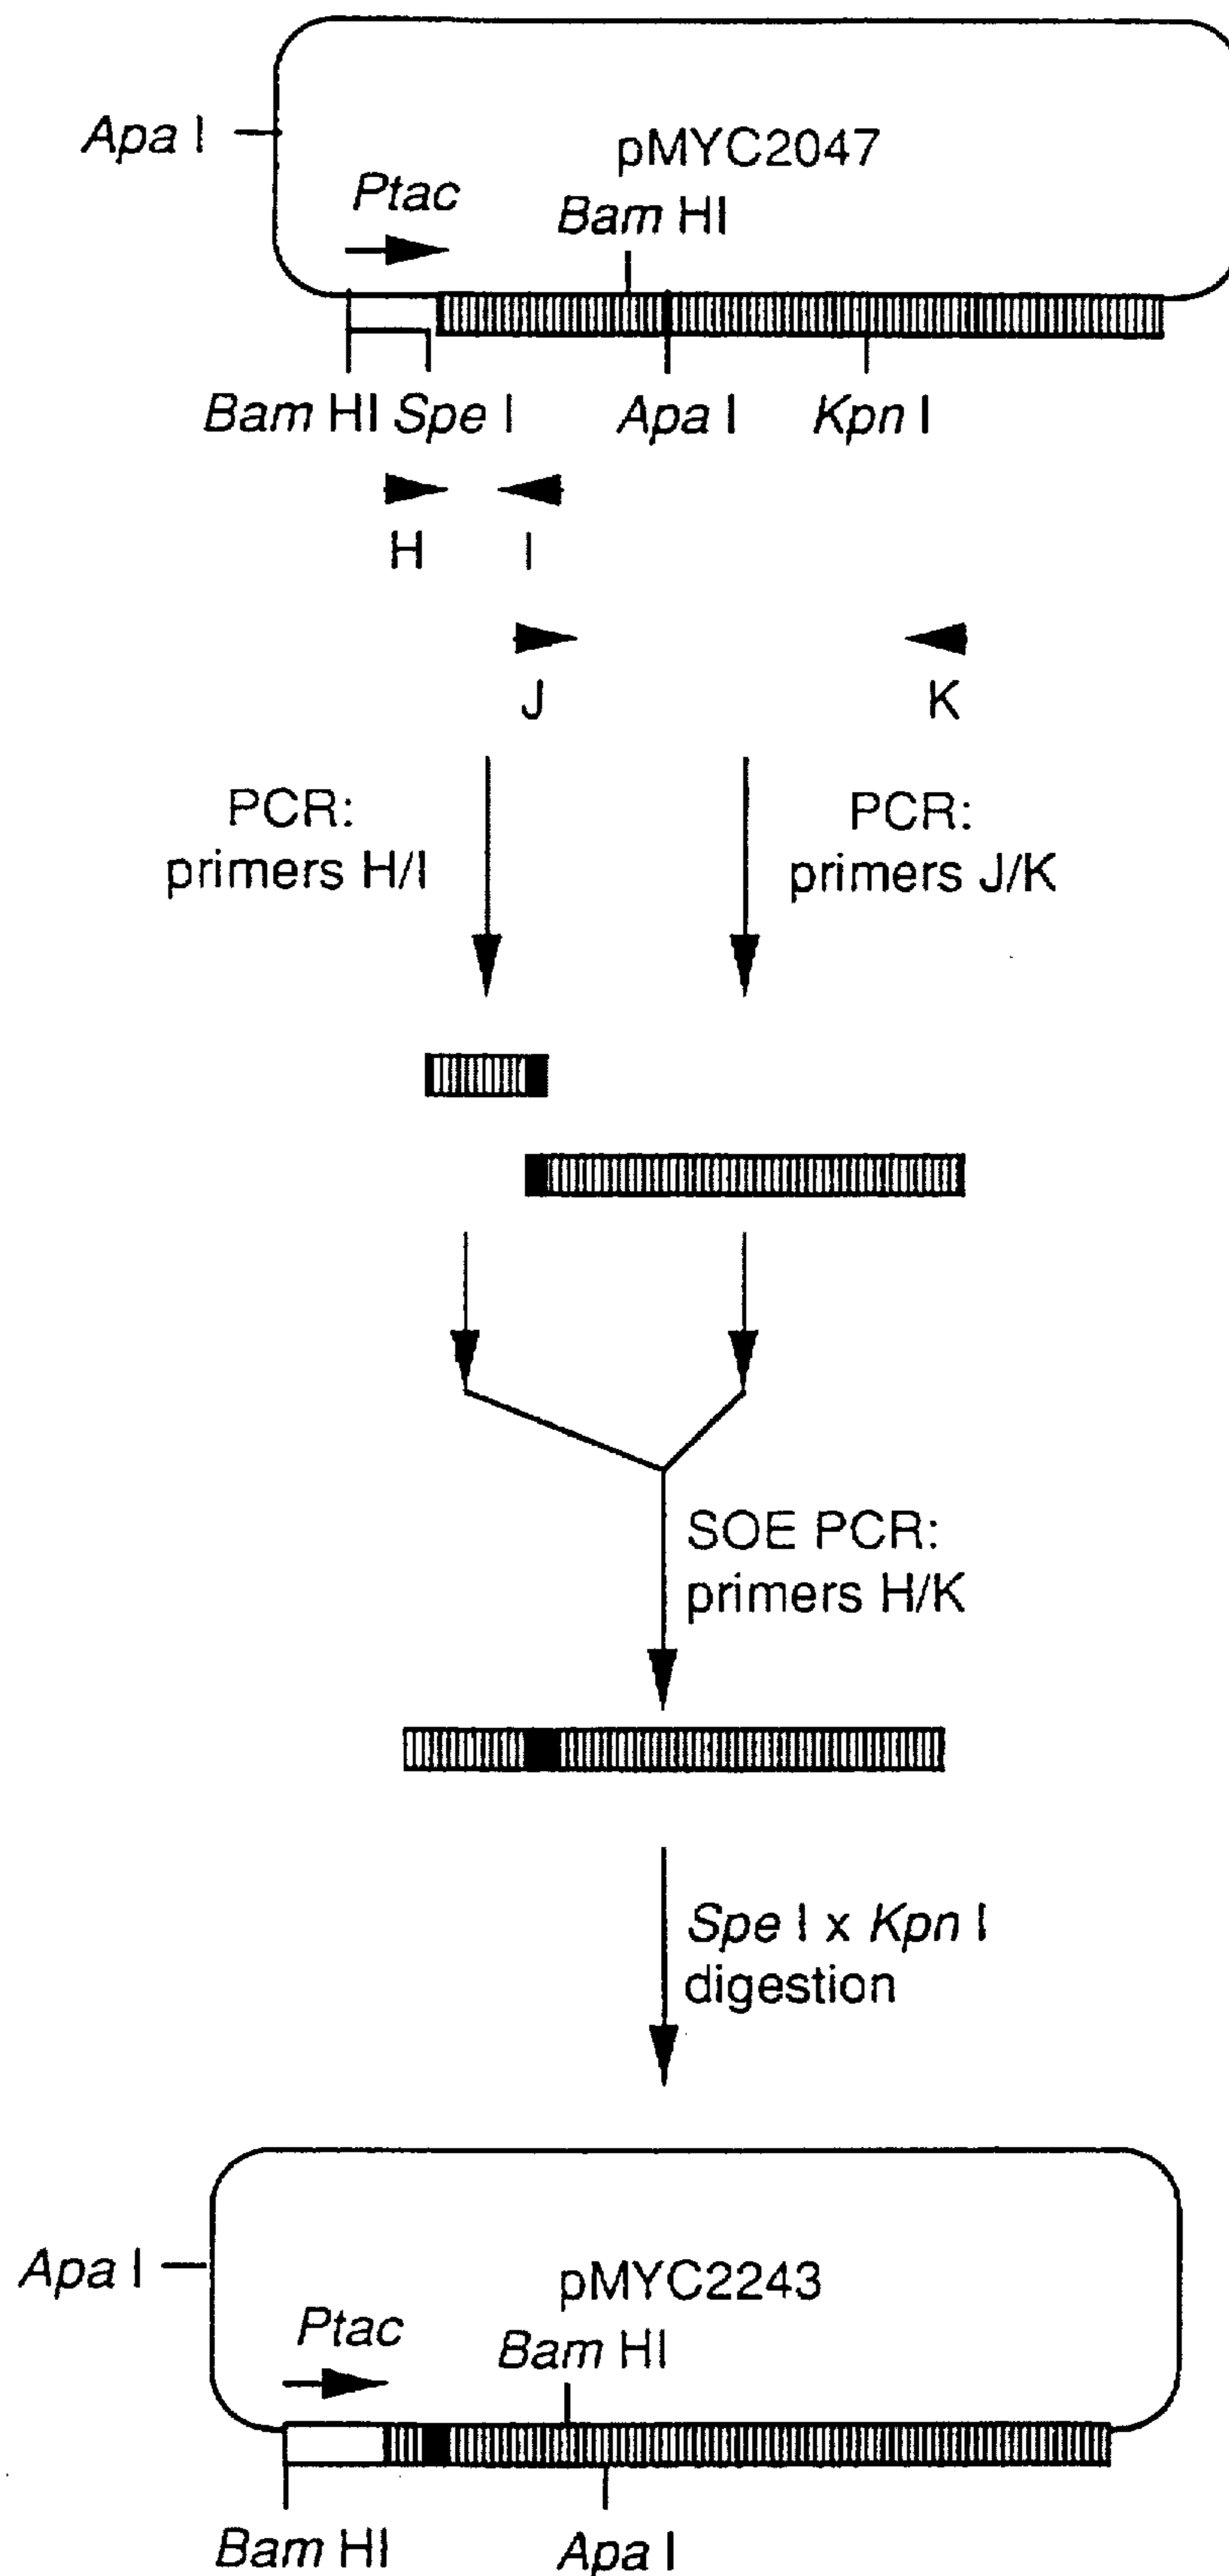 Apa I
pMYC2047
Ptac
Bam HI
Bam HI Spe I Apa I Kpn I
H I
J K
PCR:
primers H/I
PCR:
primers J/K
SOE PCR:
primers H/K
Spe I x Kpn I
digestion
Apa I
pMYC2243
Ptac
Bam HI
Bam HI Apa I